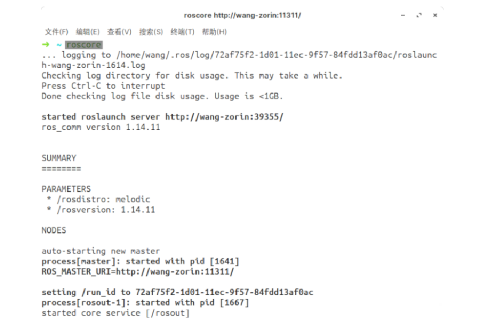 roscore http://wang-zorin:11311/
文件(F) 编辑(E) 查看(V) 搜索(S) 终端(T) 帮助(H)
→ ~ roscore
... logging to /home/wang/.ros/log/72af75f2-1d01-11ec-9f57-84fdd13af0ac/roslaunc
h-wang-zorin-1614.log
Checking log directory for disk usage. This may take a while.
Press Ctrl-C to interrupt
Done checking log file disk usage. Usage is <1GB.
started roslaunch server http://wang-zorin:39355/
ros_comm version 1.14.11
SUMMARY
========
PARAMETERS
* /rosdistro: melodic
* /rosversion: 1.14.11
NODES
auto-starting new master
process[master]: started with pid [1641]
ROS_MASTER_URI=http://wang-zorin:11311/
setting /run_id to 72af75f2-1d01-11ec-9f57-84fdd13af0ac
process[rosout-1]: started with pid [1667]
started core service [/rosout]